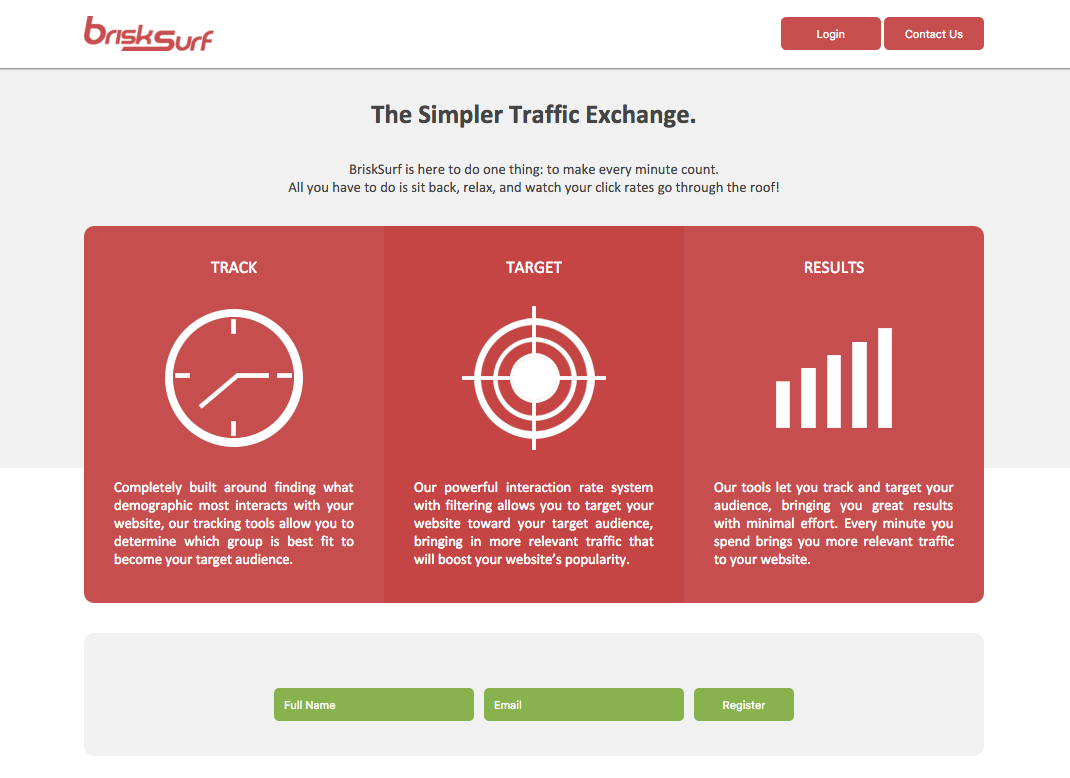 BriskSurf
Login
Contact Us
The Simpler Traffic Exchange.
BriskSurf is here to do one thing: to make every minute count.
All you have to do is sit back, relax, and watch your click rates go through the roof!
TRACK
Completely built around finding what
demographic most interacts with your
website, our tracking tools allow you to
determine which group is best fit to
become your target audience.
TARGET
Our powerful interaction rate system
with filtering allows you to target your
website toward your target audience,
bringing in more relevant traffic that
will boost your website’s popularity.
RESULTS
Our tools let you track and target your
audience, bringing you great results
with minimal effort. Every minute you
spend brings you more relevant traffic
to your website.
Full Name
Email
Register